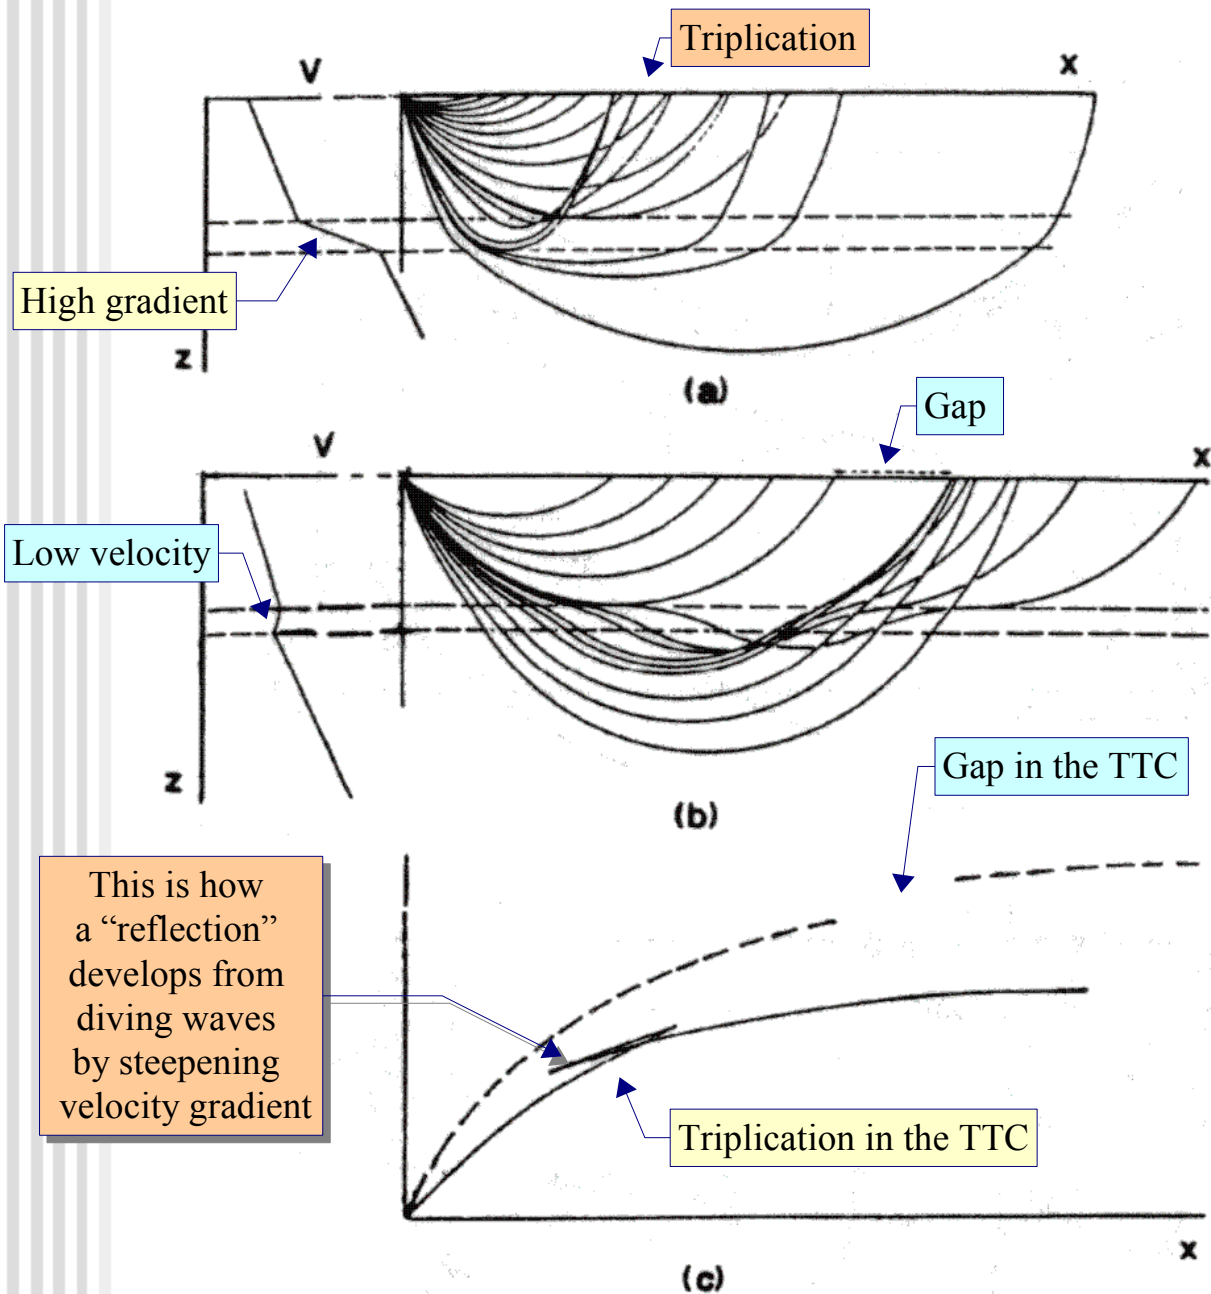 Triplication
V
x
High gradient
z
(a)
Gap
V
x
Low velocity
z
Gap in the TTC
(b)
This is how
a “reflection”
develops from
diving waves
by steepening
velocity gradient
Triplication in the TTC
x
(c)